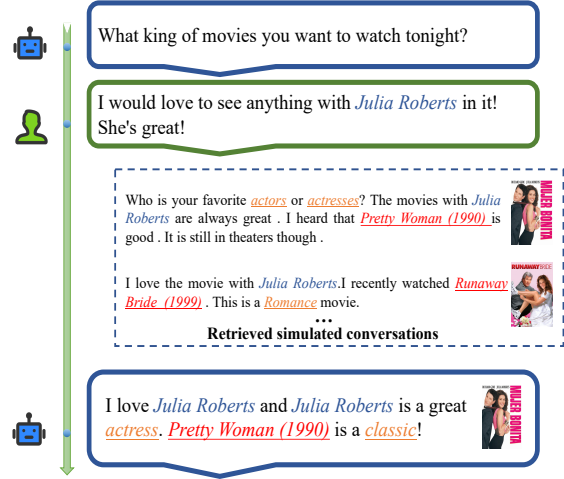 What king of movies you want to watch tonight?
I would love to see anything with Julia Roberts in it!
She's great!
Who is your favorite actors or actresses? The movies with Julia
Roberts are always great . I heard that Pretty Woman (1990) is
good . It is still in theaters though .
MUJER BONITA
I love the movie with Julia Roberts.I recently watched Runaway
Bride (1999) . This is a Romance movie.
RUNAWAY BRIDE
...
Retrieved simulated conversations
I love Julia Roberts and Julia Roberts is a great
actress. Pretty Woman (1990) is a classic!
MUJER BONITA